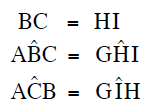 BC = HI
AB̂C = GĤI
AĈB = GÎH